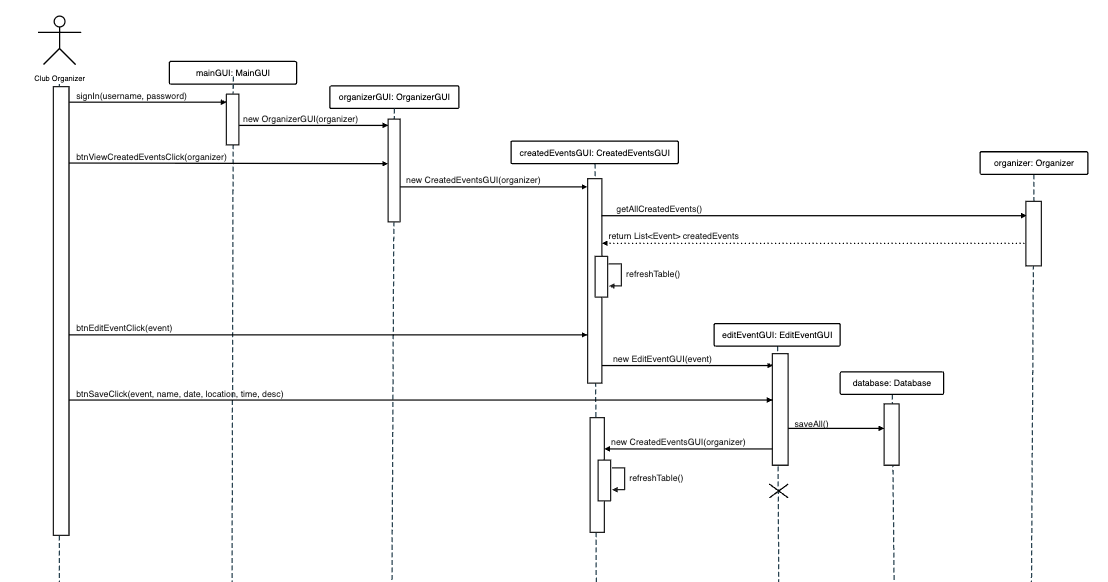 Club Organizer
mainGUI: MainGUI
signIn(username, password)
organizerGUI: OrganizerGUI
new OrganizerGUI(organizer)
createdEventsGUI: CreatedEventsGUI
organizer: Organizer
btnViewCreatedEventsClick(organizer)
new CreatedEventsGUI(organizer)
getAllCreatedEvents()
return List<Event> createdEvents
refreshTable()
btnEditEventClick(event)
editEventGUI: EditEventGUI
new EditEventGUI(event)
database: Database
btnSaveClick(event, name, date, location, time, desc)
saveAll()
new CreatedEventsGUI(organizer)
refreshTable()